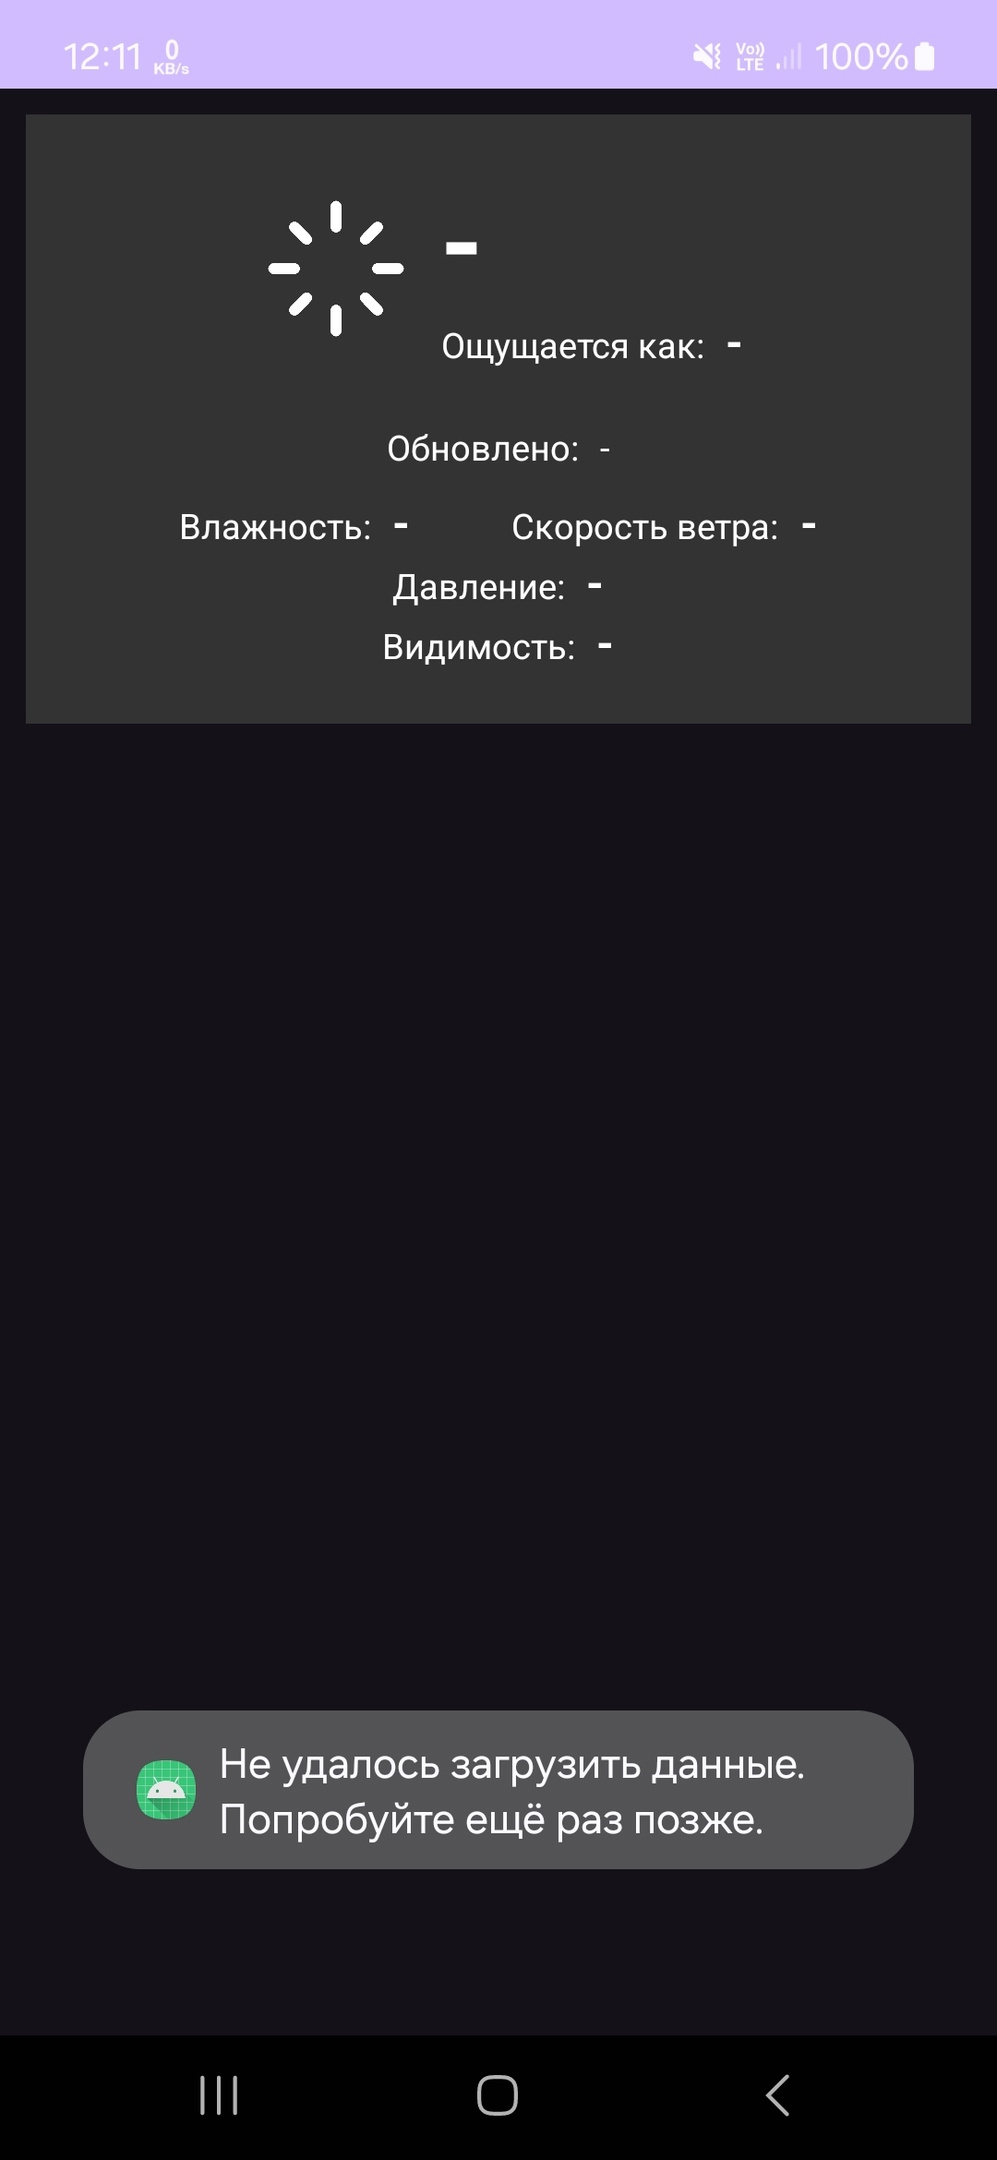 12:11 0 KB/s Vo)) LTE 100%
-
Ощущается как: -
Обновлено: -
Влажность: - Скорость ветра: -
Давление: -
Видимость: -
Не удалось загрузить данные.
Попробуйте ещё раз позже.